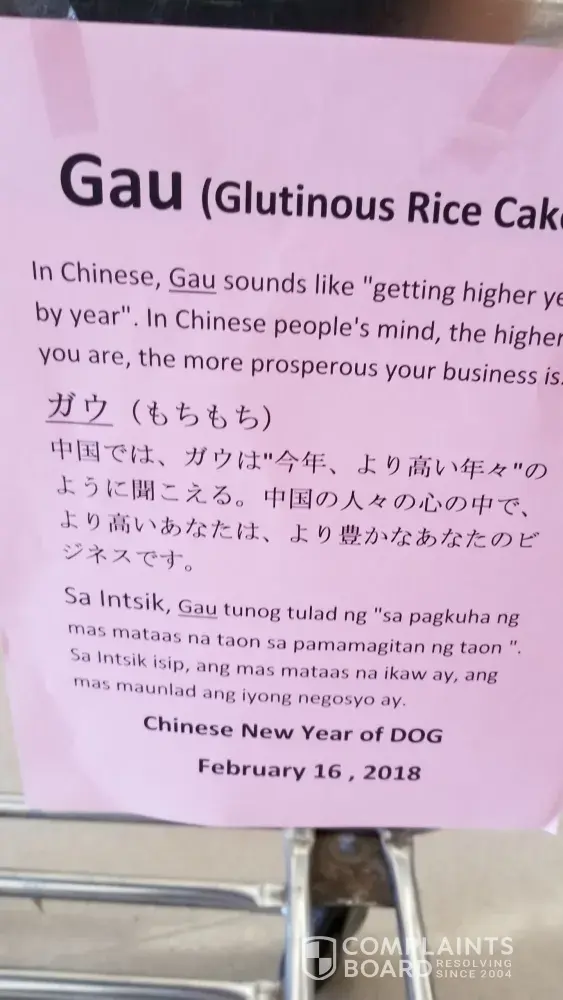 Gau (Glutinous Rice Cake
In Chinese, Gau sounds like "getting higher ye
by year". In Chinese people's mind, the higher
you are, the more prosperous your business is.
ガウ（もちもち）
中国では、ガウは"今年、より高い年々"の
ように聞こえる。中国の人々の心の中で、
より高いあなたは、より豊かなあなたのビ
ジネスです。
Sa Intsik, Gau tunog tulad ng "sa pagkuha ng
mas mataas na taon sa pamamagitan ng taon ".
Sa Intsik isip, ang mas mataas na ikaw ay, ang
mas maunlad ang iyong negosyo ay.
Chinese New Year of DOG
February 16 , 2018
COMPLAINTS
BOARD RESOLVING
SINCE 2004